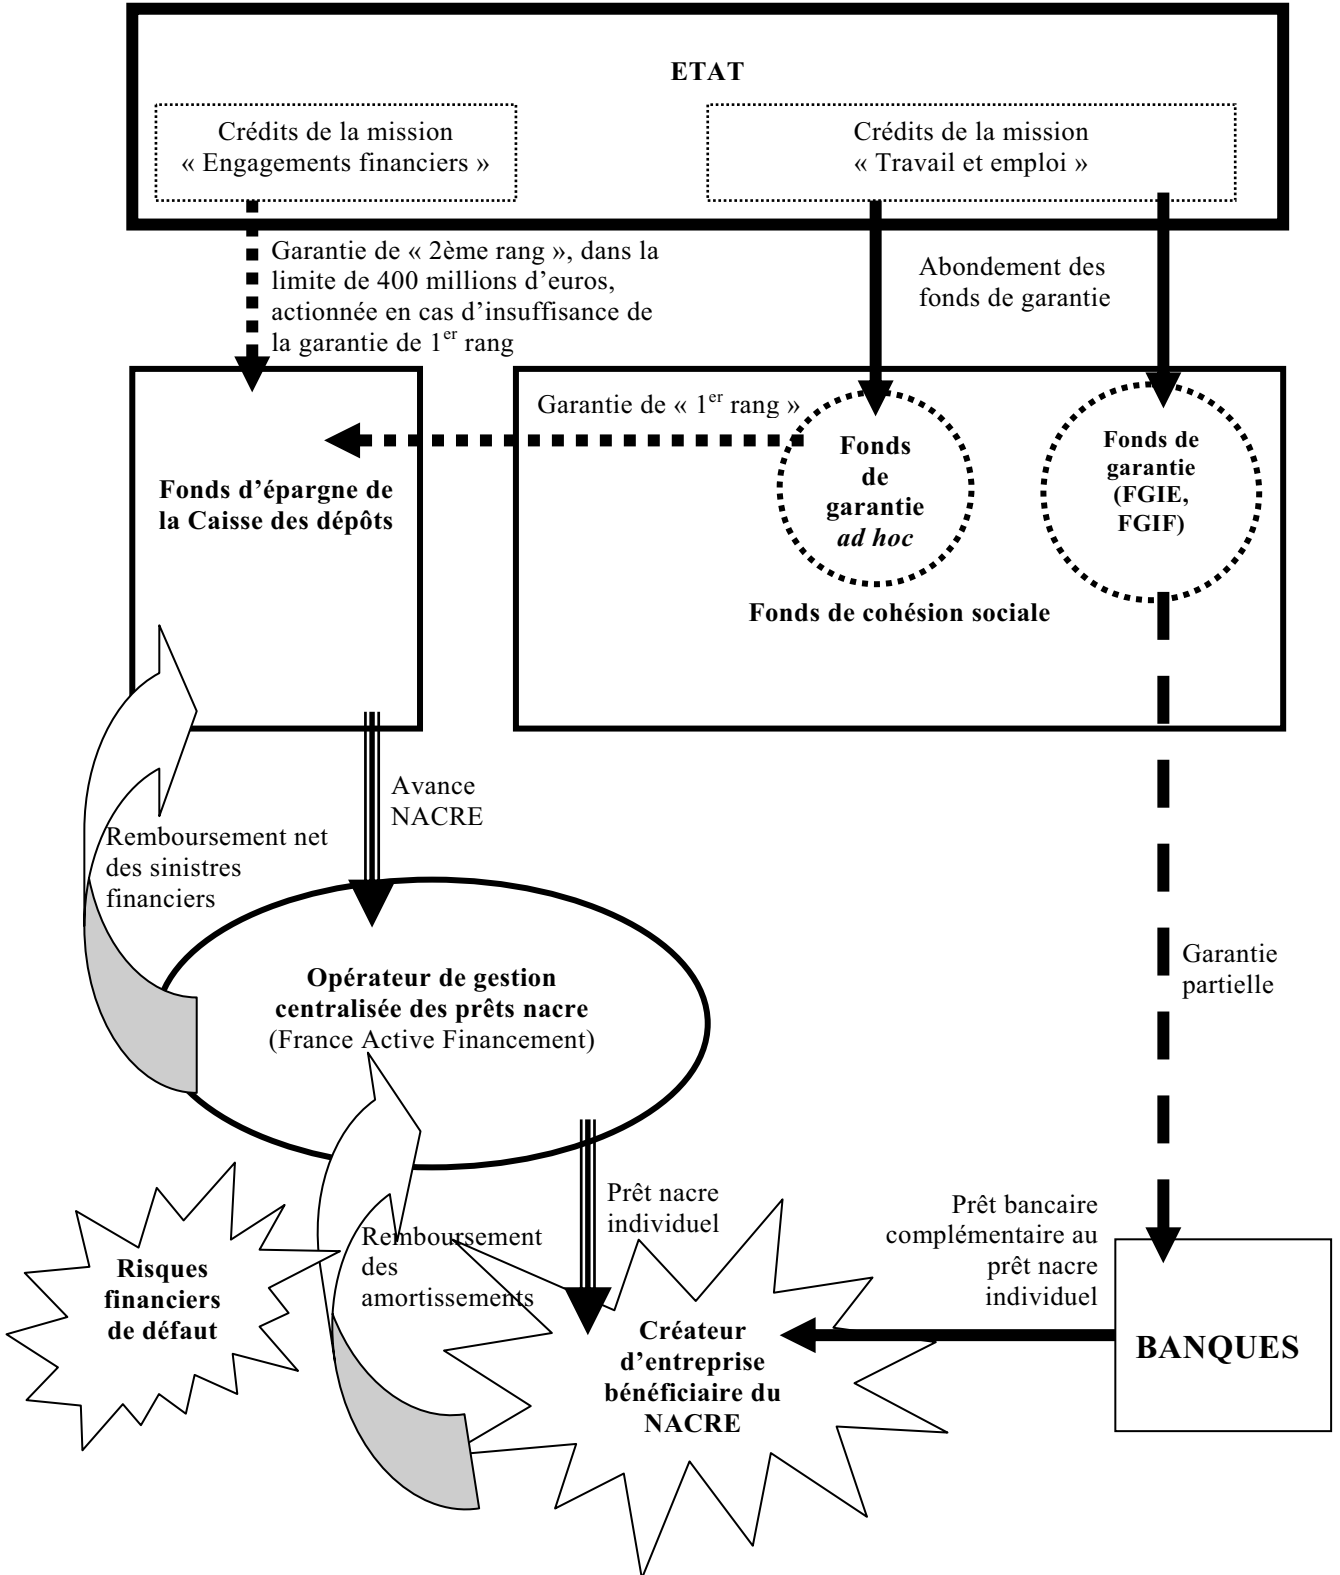 ETAT
Crédits de la mission
« Engagements financiers »
Crédits de la mission
« Travail et emploi »
Garantie de « 2ème rang », dans la
limite de 400 millions d'euros,
actionnée en cas d'insuffisance de
la garantie de 1er rang
Abondement des
fonds de garantie
Garantie de « 1er rang »
Fonds d'épargne de
la Caisse des dépôts
Fonds
de
garantie
ad hoc
Fonds de
garantie
(FGIE,
FGIF)
Fonds de cohésion sociale
Avance
NACRE
Remboursement net
des sinistres
financiers
Opérateur de gestion
centralisée des prêts nacre
(France Active Financement)
Garantie
partielle
Prêt nacre
individuel
Remboursement
des
amortissements
Prêt bancaire
complémentaire au
prêt nacre
individuel
Risques
financiers
de défaut
Créateur
d'entreprise
bénéficiaire du
NACRE
BANQUES